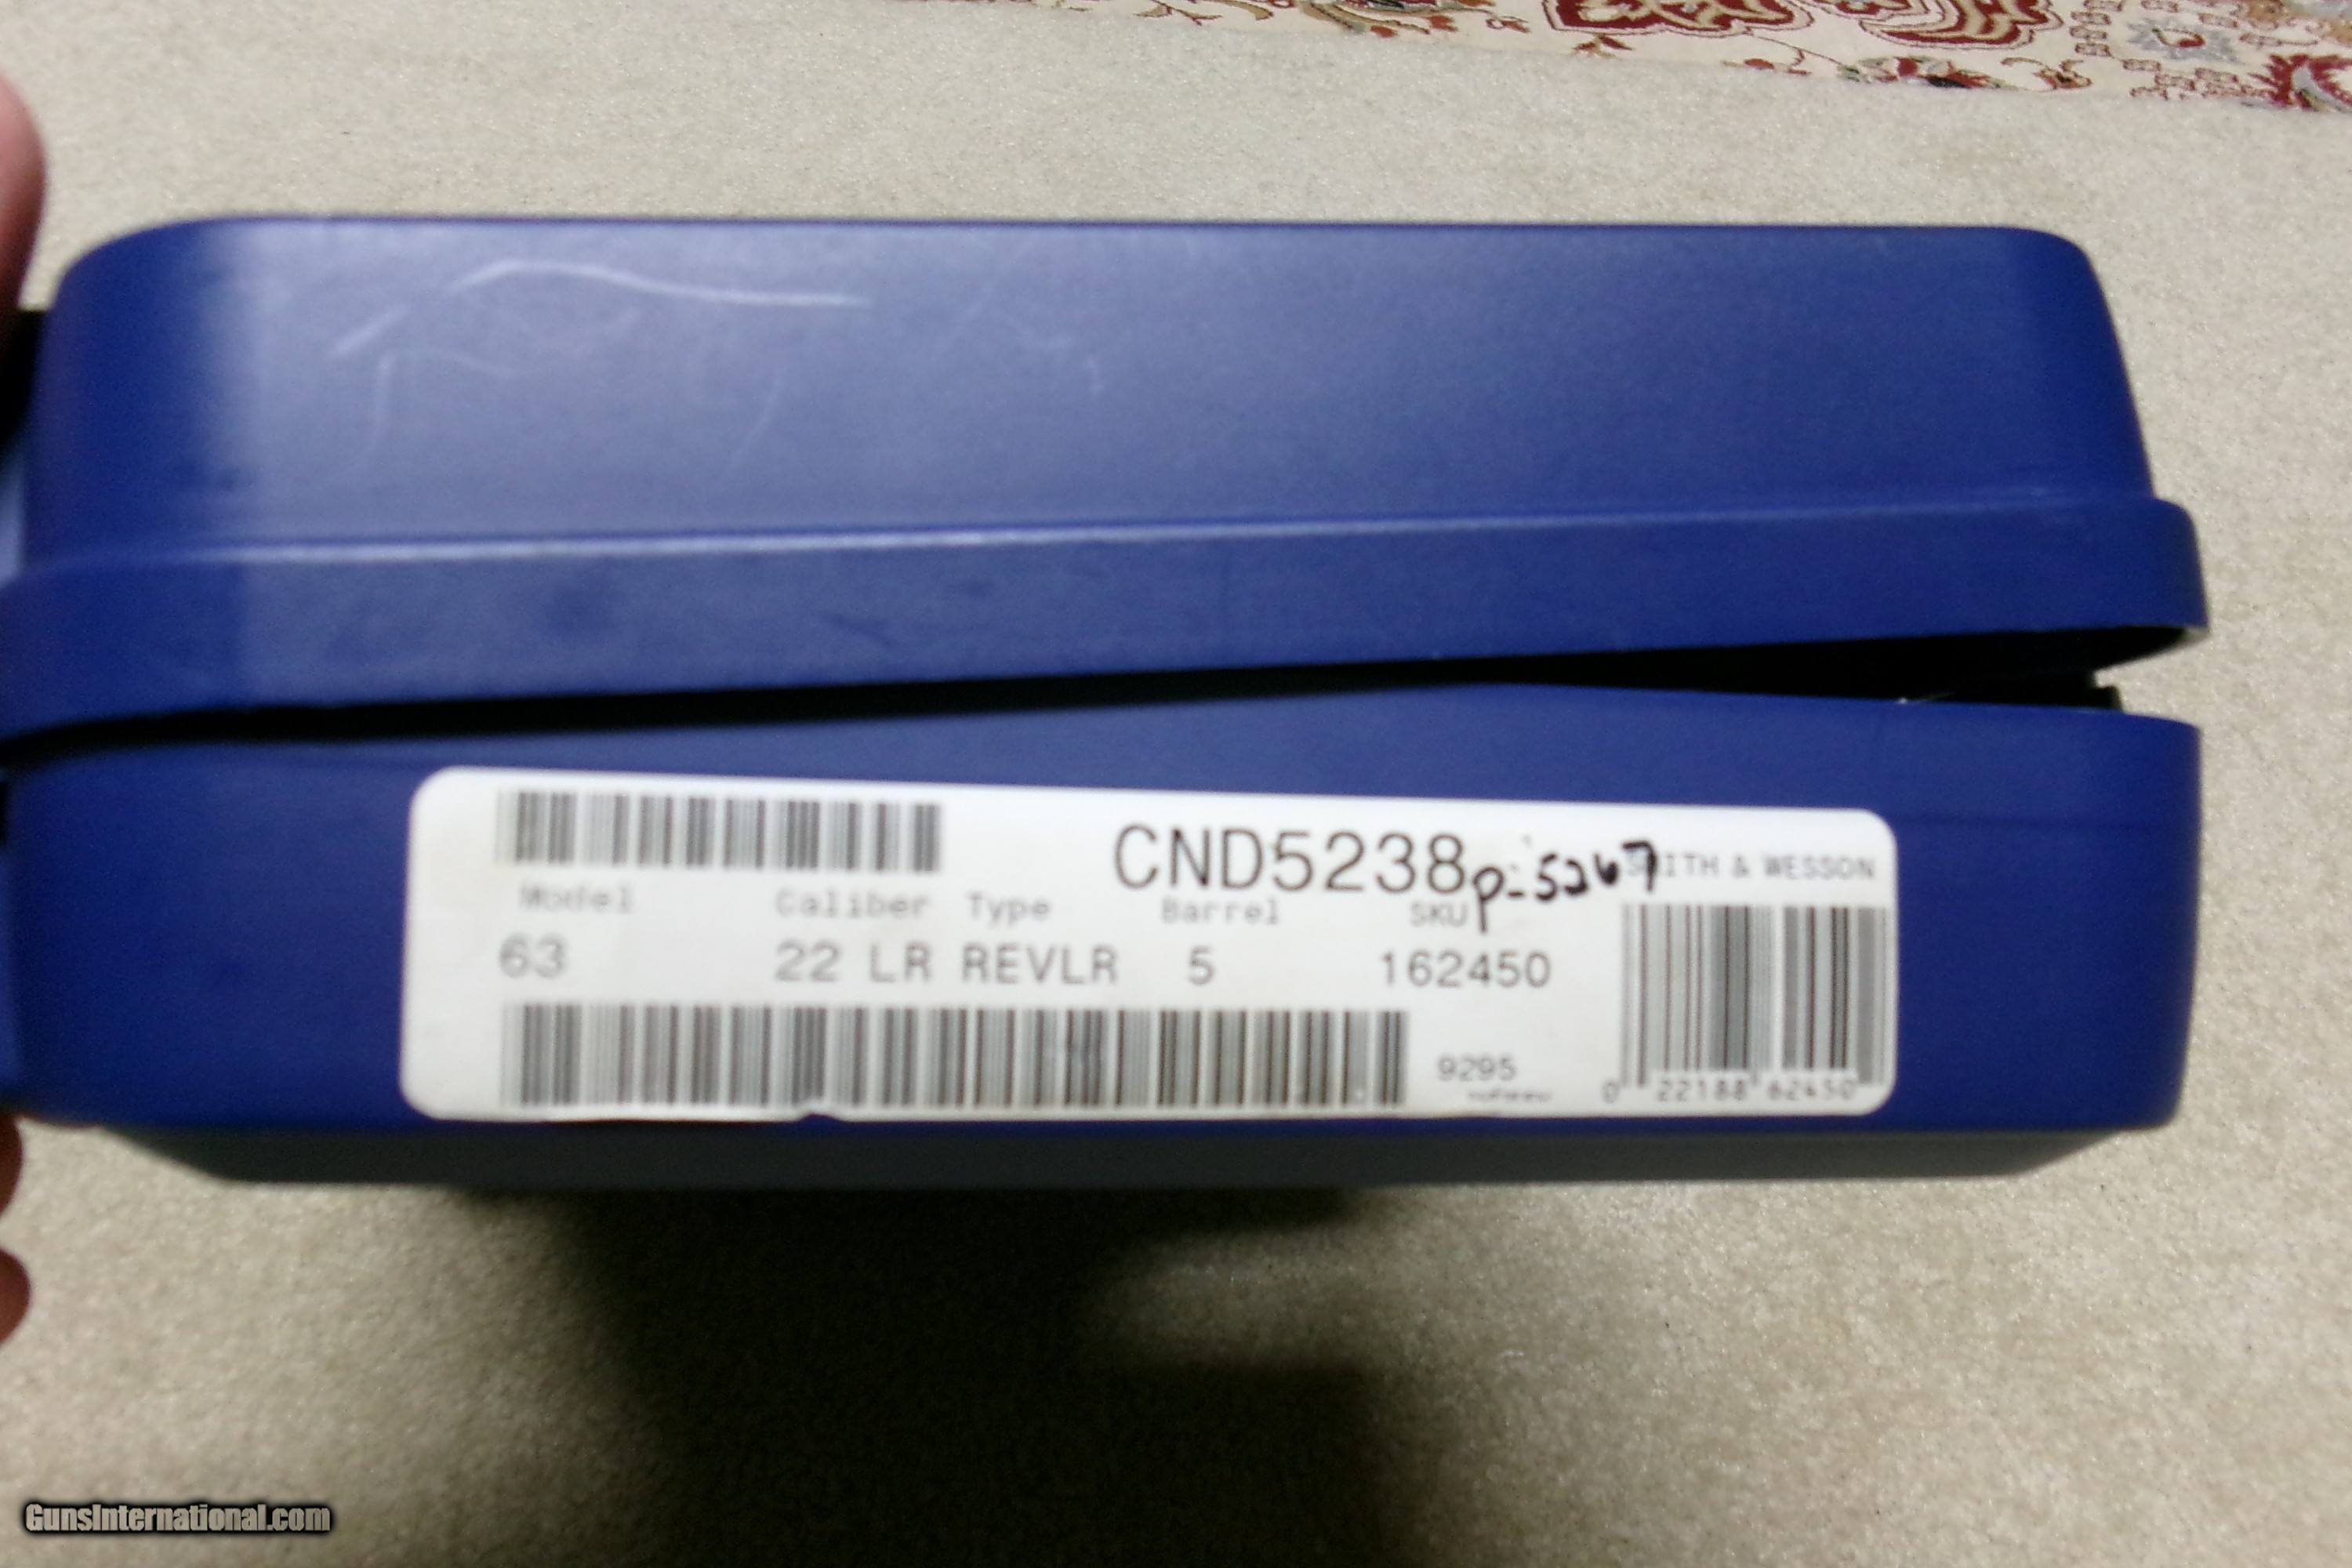 CND5238 p-5267 SMITH & WESSON
Model Caliber Type Barrel SKU
63 22 LR REVLR 5 162450
9295
0 22188 62450
GunsInternational.com